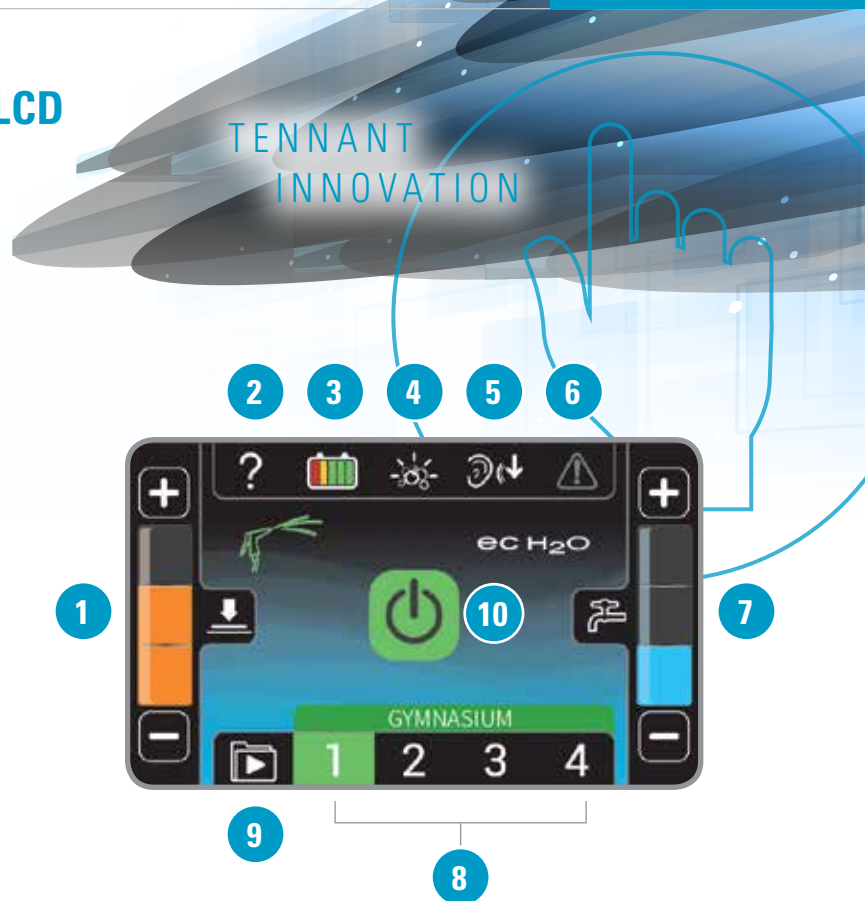 LCD
TENNANT
INNOVATION
2 3 4 5 6
?
ec H2O
1
10
7
GYMNASIUM
1 2 3 4
9
8